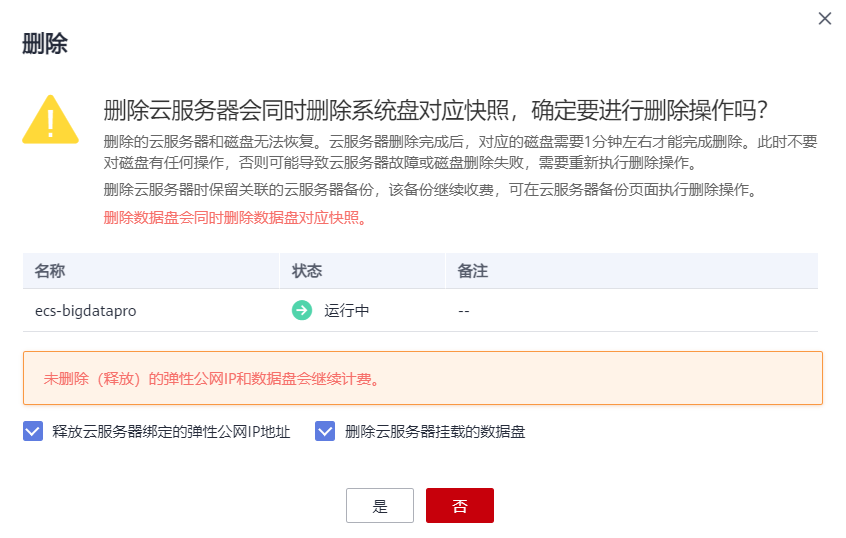 删除
删除云服务器会同时删除系统盘对应快照，确定要进行删除操作吗?
删除的云服务器和磁盘无法恢复。云服务器删除完成后，对应的磁盘需要1分钟左右才能完成删除。此时不要
对磁盘有任何操作，否则可能导致云服务器故障或磁盘删除失败，需要重新执行删除操作。
删除云服务器时保留关联的云服务器备份，该备份继续收费，可在云服务器备份页面执行删除操作。
删除数据盘会同时删除数据盘对应快照。
名称 状态 备注
ecs-bigdatapro 运行中 --
未删除（释放）的弹性公网IP和数据盘会继续计费。
释放云服务器绑定的弹性公网IP地址 删除云服务器挂载的数据盘
是 否